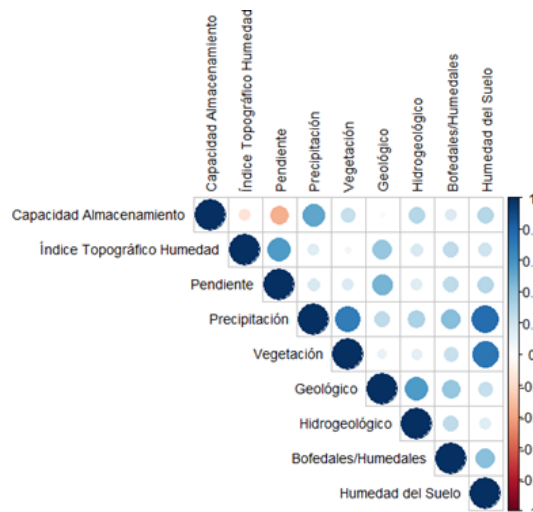 Capacidad Almacenamiento
Índice Topográfico Humedad
Pendiente
Precipitación
Vegetación
Geológico
Hidrogeológico
Bofedales/Humedales
Humedad del Suelo
Capacidad Almacenamiento
Índice Topográfico Humedad
Pendiente
Precipitación
Vegetación
Geológico
Hidrogeológico
Bofedales/Humedales
Humedad del Suelo